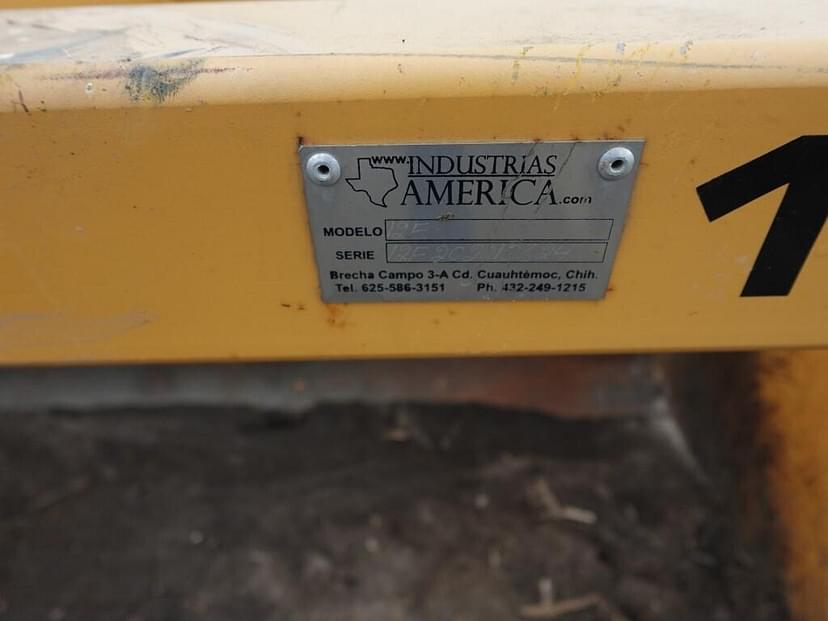 www.INDUSTRIAS
AMERICA.com
MODELO 12E
SERIE
Brecha Campo 3-A Cd. Cuauhtémoc, Chih.
Tel. 625-586-3151 Ph. 432-249-1215
1